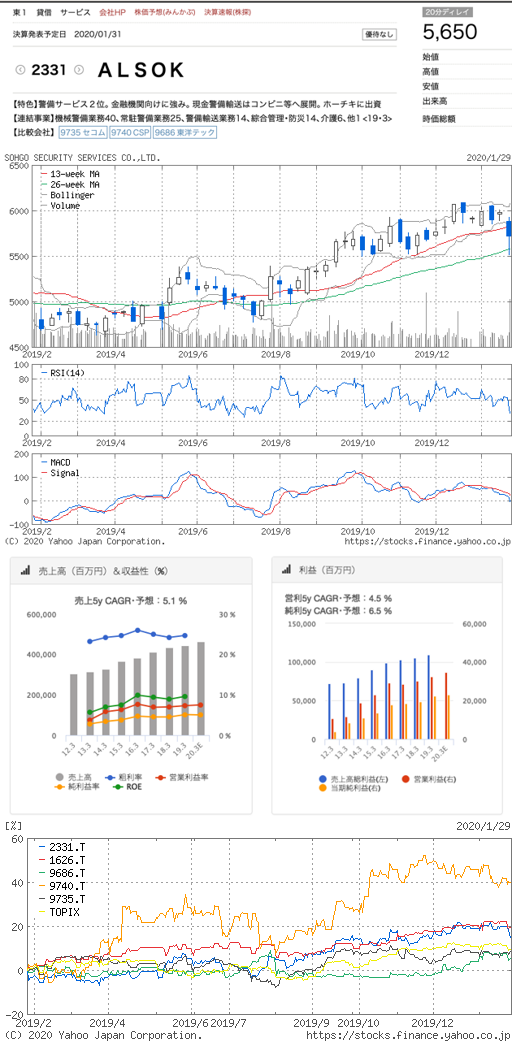 東1 貸借 サービス 会社HP 株価予想(みんかぶ) 決算速報(株探)
20分ディレイ
決算発表予定日 2020/01/31
優待なし
5,650
2331 ALSOK
始値
高値
安値
出来高
時価総額
【特色】警備サービス２位。金融機関向けに強み。現金警備輸送はコンビニ等へ展開。ホーチキに出資
【連結事業】機械警備業務40、常駐警備業務25、警備輸送業務14、綜合管理・防災14、介護6、他1 <19・3>
【比較会社】 9735 セコム 9740 CSP 9686 東洋テック
SOHGO SECURITY SERVICES CO.,LTD. 2020/1/29
6500
13-week MA
26-week MA
Bollinger
Volume
6000
5500
5000
4500
2019/2 2019/4 2019/6 2019/8 2019/10 2019/12
100
RSI(14)
80
50
20
0
2019/2 2019/4 2019/6 2019/8 2019/10 2019/12
200
MACD
Signal
100
0
-100
2019/2 2019/4 2019/6 2019/8 2019/10 2019/12
(C) 2020 Yahoo Japan Corporation. https://stocks.finance.yahoo.co.jp
売上高（百万円）＆収益性（%）
売上5y CAGR・予想：5.1 %
600,000 30 %
400,000 20 %
200,000 10 %
0 0 %
12.3 13.3 14.3 15.3 16.3 17.3 18.3 19.3 20.3E
売上高 粗利率 営業利益率
純利益率 ROE
利益（百万円）
営利5y CAGR・予想：4.5 %
純利5y CAGR・予想：6.5 %
150,000 60,000
100,000 40,000
50,000 20,000
0 0
12.3 13.3 14.3 15.3 16.3 17.3 18.3 19.3 20.3E
売上高総利益(左) 営業利益(右)
当期純利益(右)
[%] 2020/1/29
60
2331.T
1626.T
9686.T
9740.T
9735.T
TOPIX
40
20
0
-20
2019/2 2019/4 2019/6 2019/7 2019/9 2019/10 2019/12
(C) 2020 Yahoo Japan Corporation. https://stocks.finance.yahoo.co.jp